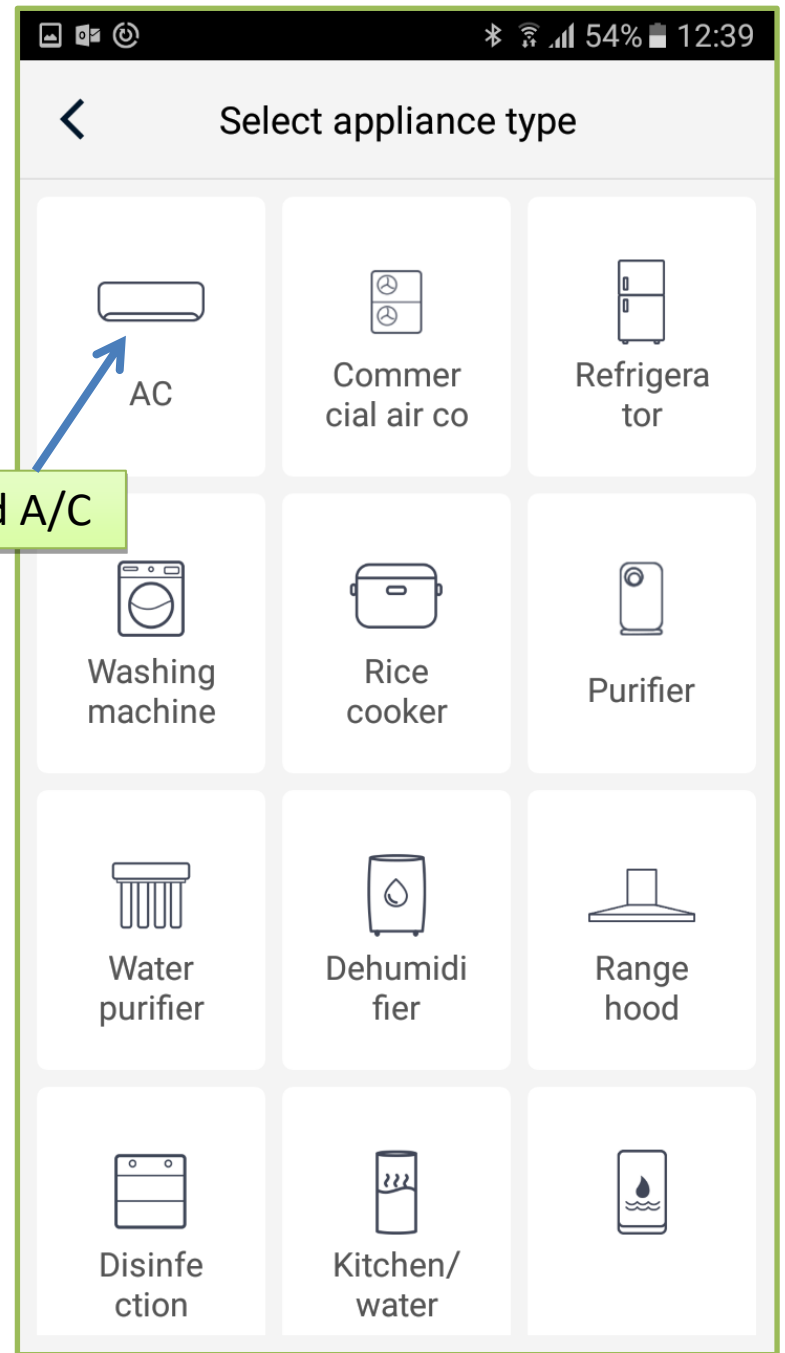 54% 12:39
Select appliance type
AC
Commer
cial air co
Refrigera
tor
A/C
Washing
machine
Rice
cooker
Purifier
Water
purifier
Dehumidi
fier
Range
hood
Disinfe
ction
Kitchen/
water